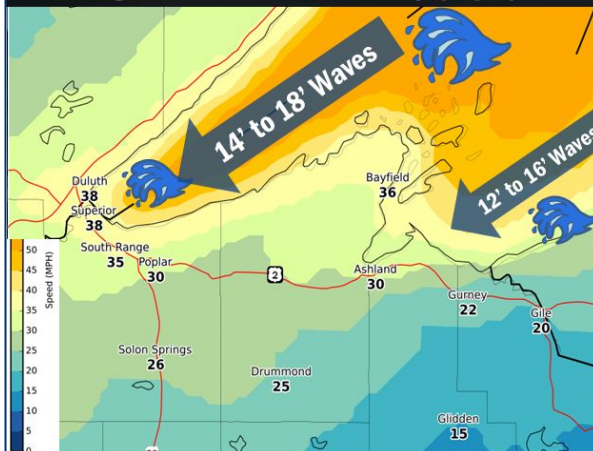 14' to 18' Waves
12' to 16' Waves
Duluth
38
Bayfield
36
Superior
38
South Range
35
Poplar
30
2
Ashland
30
Gurney
22
Gile
20
Solon Springs
26
Drummond
25
Glidden
15
Speed (MPH)
50
45
40
35
30
25
20
15
10
5
0